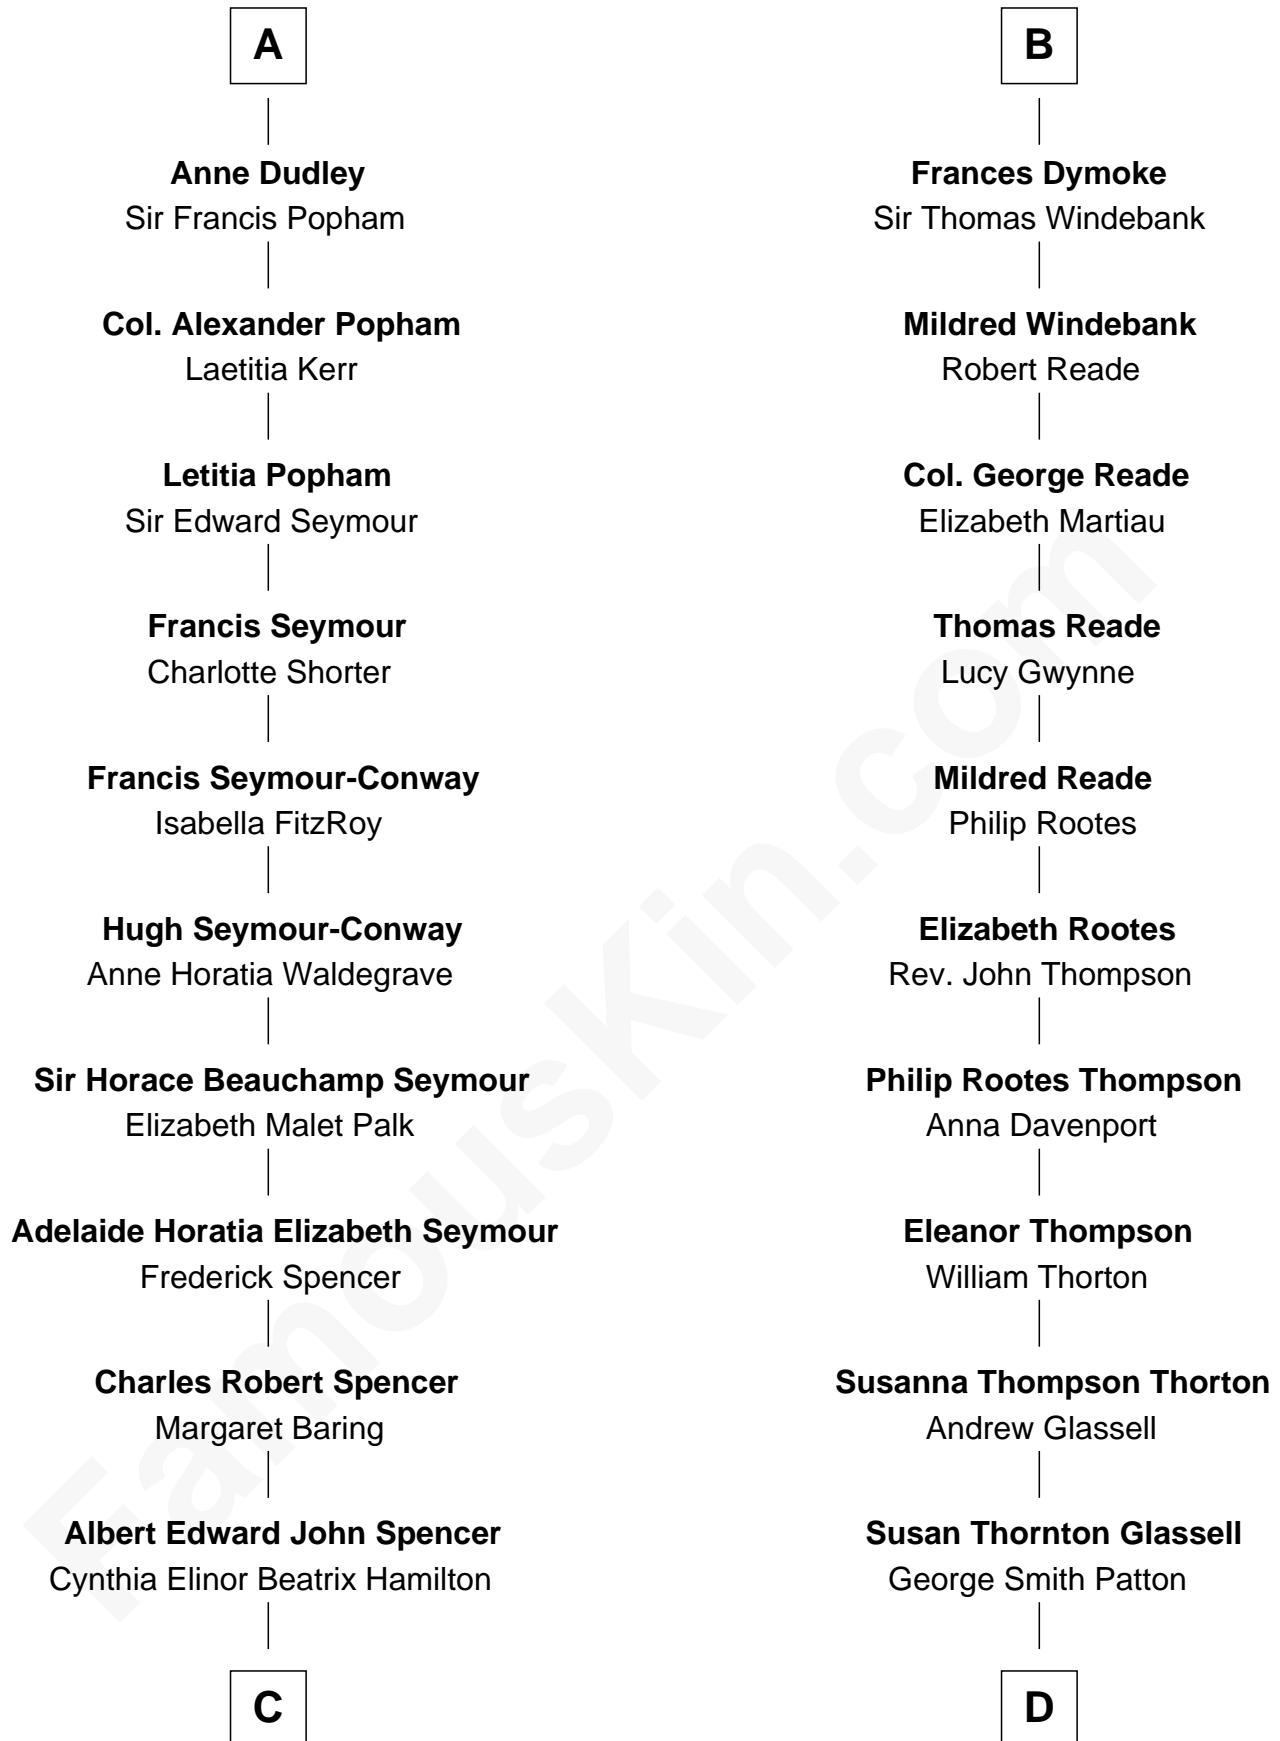 A
Anne Dudley
Sir Francis Popham
Col. Alexander Popham
Laetitia Kerr
Letitia Popham
Sir Edward Seymour
Francis Seymour
Charlotte Shorter
Francis Seymour-Conway
Isabella FitzRoy
Hugh Seymour-Conway
Anne Horatia Waldegrave
Sir Horace Beauchamp Seymour
Elizabeth Malet Palk
Adelaide Horatia Elizabeth Seymour
Frederick Spencer
Charles Robert Spencer
Margaret Baring
Albert Edward John Spencer
Cynthia Elinor Beatrix Hamilton
C
B
Frances Dymoke
Sir Thomas Windebank
Mildred Windebank
Robert Reade
Col. George Reade
Elizabeth Martiau
Thomas Reade
Lucy Gwynne
Mildred Reade
Philip Rootes
Elizabeth Rootes
Rev. John Thompson
Philip Rootes Thompson
Anna Davenport
Eleanor Thompson
William Thorton
Susanna Thompson Thorton
Andrew Glassell
Susan Thornton Glassell
George Smith Patton
D
FamousKin.com